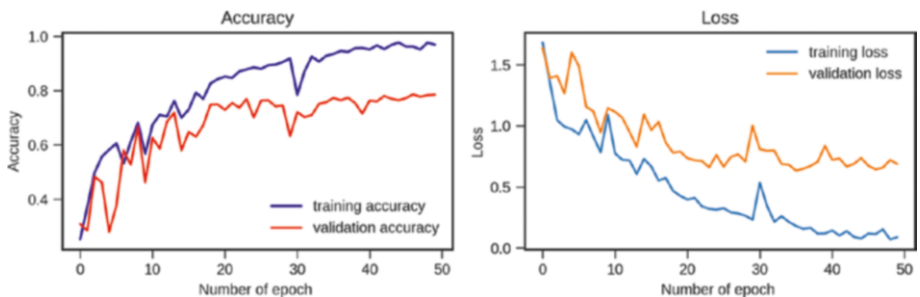 Accuracy
1.0
0.8
0.6
0.4
Accuracy
training accuracy
validation accuracy
0 10 20 30 40 50
Number of epoch
Loss
1.5
1.0
0.5
0.0
Loss
training loss
validation loss
0 10 20 30 40 50
Number of epoch